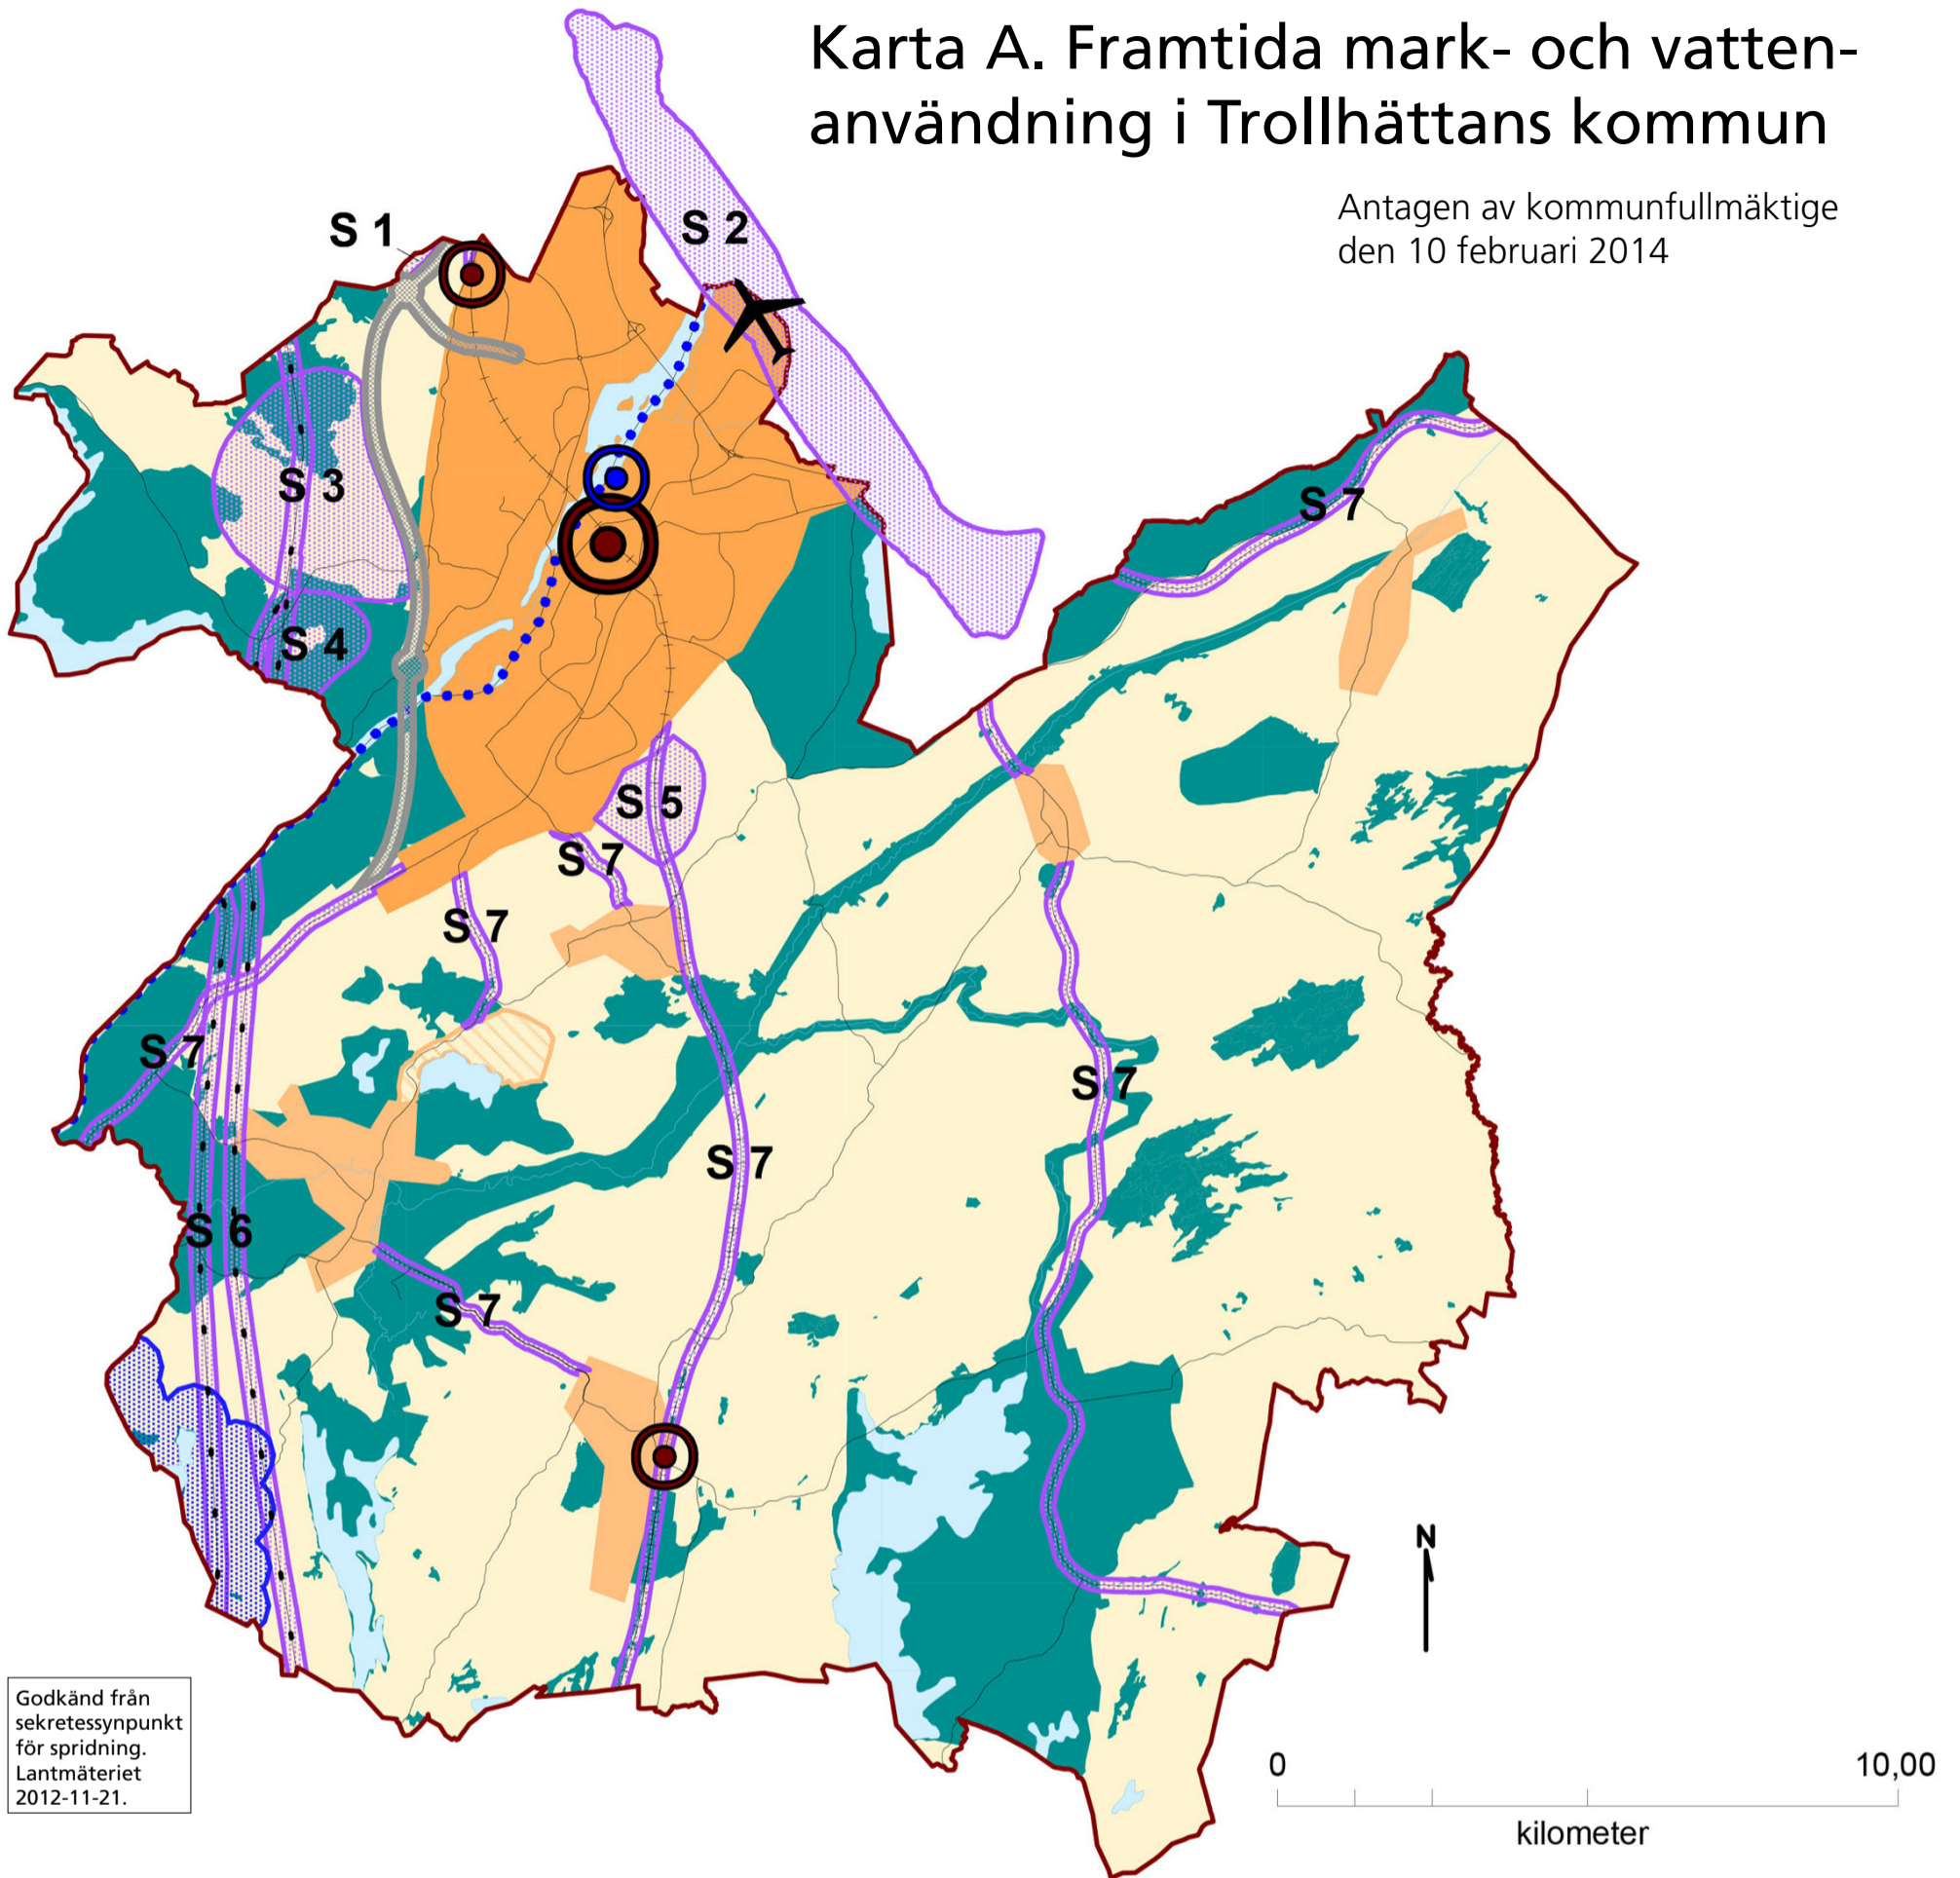 Karta A. Framtida mark- och vatten-
användning i Trollhättans kommun
Antagen av kommunfullmäktige
den 10 februari 2014
S 1
S 2
S 3
S 7
S 4
S 5
S 7
S 7
S 7
S 7
S 7
S 6
S 7
N
Godkänd från
sekretessynpunkt
för spridning.
Lantmäteriet
2012-11-21.
0
10,00
kilometer